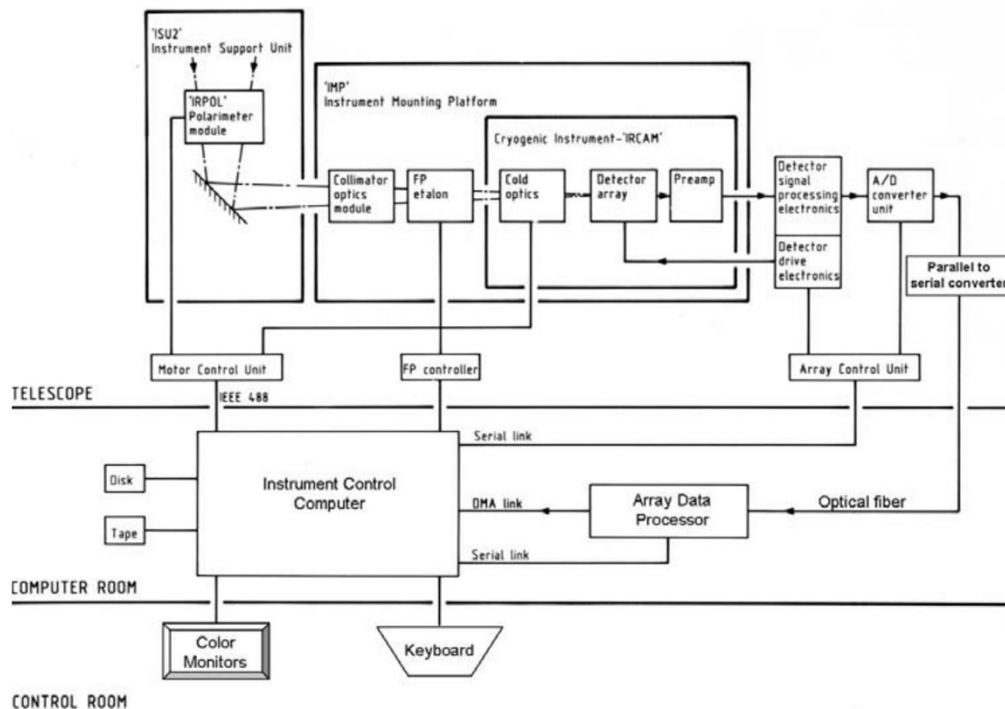 'ISU2'
Instrument Support Unit
'IRPOL'
Polarimeter
module
'IMP'
Instrument Mounting Platform
Cryogenic Instrument-'IRCAM'
Collimator
optics
module
FP
etalon
Cold
optics
Detector
array
Preamp
Detector
signal
processing
electronics
Detector
drive
electronics
A/D
converter
unit
Parallel to
serial converter
Motor Control Unit
FP controller
Array Control Unit
TELESCOPE
IEEE 488
Serial link
Disk
Tape
Instrument Control
Computer
DMA link
Array Data
Processor
Optical fiber
Serial link
COMPUTER ROOM
Color
Monitors
Keyboard
CONTROL ROOM